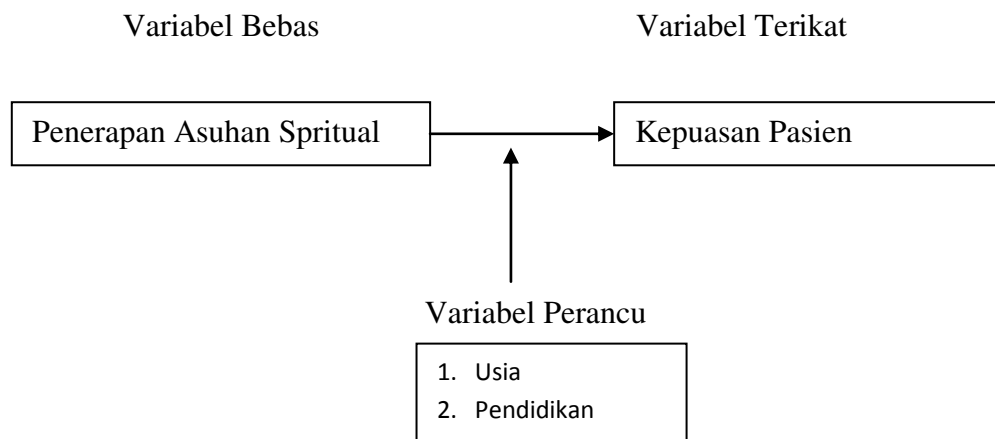 Variabel Bebas
Variabel Terikat
Penerapan Asuhan Spritual
Kepuasan Pasien
Variabel Perancu
1. Usia
2. Pendidikan